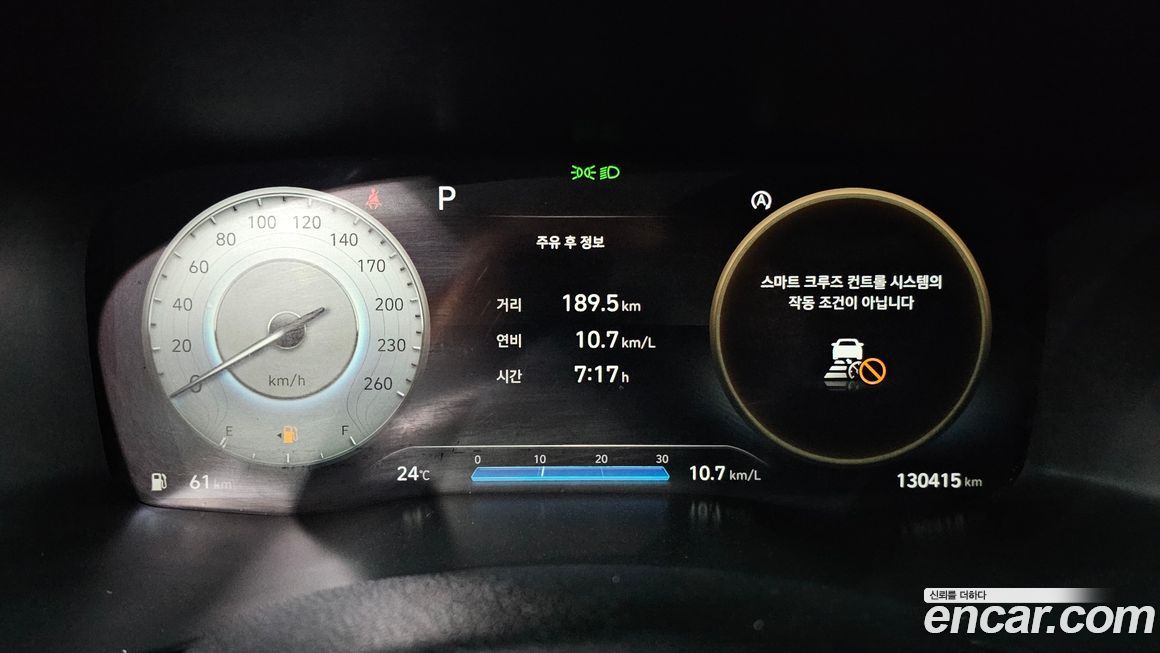 P
A
100 120
80 140
60 170
40 200
20 230
0 260
km/h
E F
61 km
주유 후 정보
거리 189.5 km
연비 10.7 km/L
시간 7:17 h
스마트 크루즈 컨트롤 시스템의
작동 조건이 아닙니다
24℃
0 10 20 30
10.7 km/L
130415 km
신뢰를 더하다
encar.com